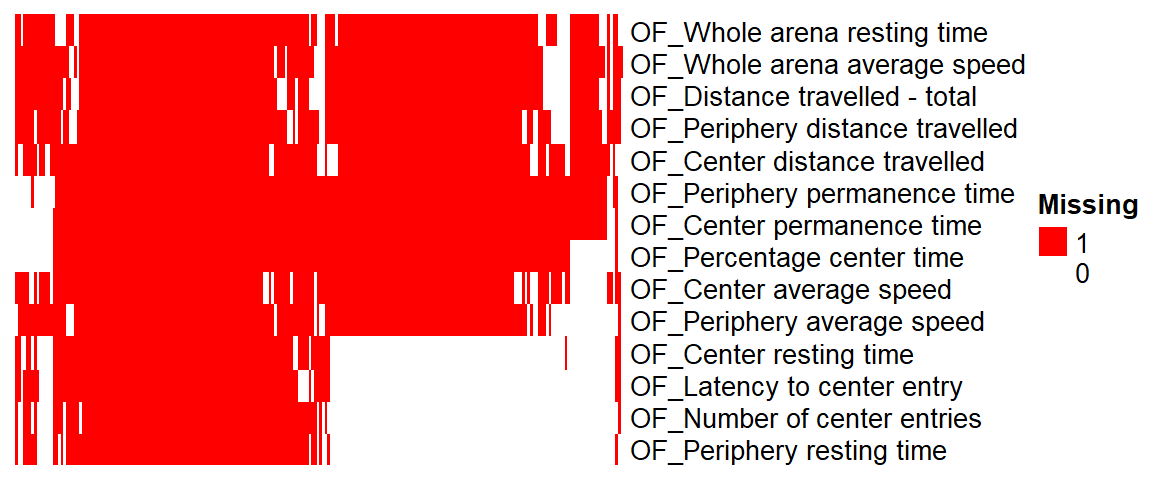 OF_Whole arena resting time
OF_Whole arena average speed
OF_Distance travelled - total
OF_Periphery distance travelled
OF_Center distance travelled
OF_Periphery permanence time
OF_Center permanence time
OF_Percentage center time
OF_Center average speed
OF_Periphery average speed
OF_Center resting time
OF_Latency to center entry
OF_Number of center entries
OF_Periphery resting time
Missing
1
0